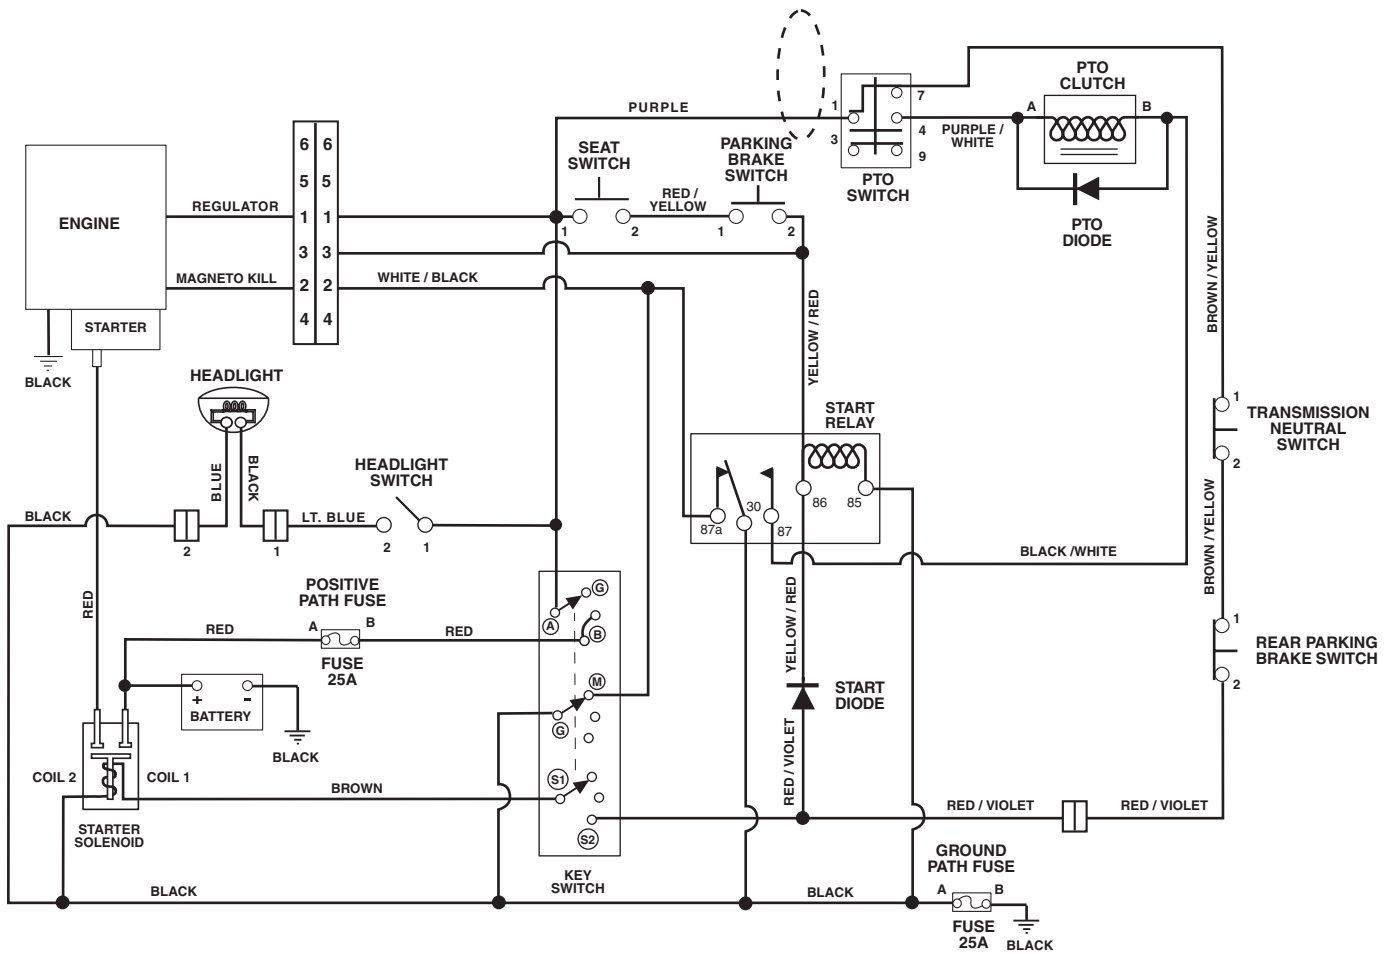 PTO
CLUTCH
A
B
PURPLE
1
7
3
4
9
PURPLE /
WHITE
PTO
SWITCH
PTO
DIODE
PARKING
BRAKE
SWITCH
SEAT
SWITCH
RED /
YELLOW
1
2
1
2
6
6
5
5
1
1
3
3
2
2
4
4
ENGINE
REGULATOR
MAGNETO KILL
WHITE / BLACK
STARTER
BLACK
YELLOW / RED
BROWN / YELLOW
HEADLIGHT
BLUE
BLACK
HEADLIGHT
SWITCH
BLACK
LT. BLUE
2
1
2
1
START
RELAY
30
86
85
87a
87
BLACK /WHITE
1
TRANSMISSION
NEUTRAL
SWITCH
2
BROWN / YELLOW
1
REAR PARKING
BRAKE SWITCH
2
RED
POSITIVE
PATH FUSE
RED
A
B
RED
FUSE
25A
G
A
B
M
G
S1
S2
YELLOW / RED
START
DIODE
RED / VIOLET
+
-
BATTERY
BLACK
COIL 2
COIL 1
BROWN
STARTER
SOLENOID
RED / VIOLET
RED / VIOLET
KEY
SWITCH
BLACK
BLACK
GROUND
PATH FUSE
A
B
FUSE
25A
BLACK